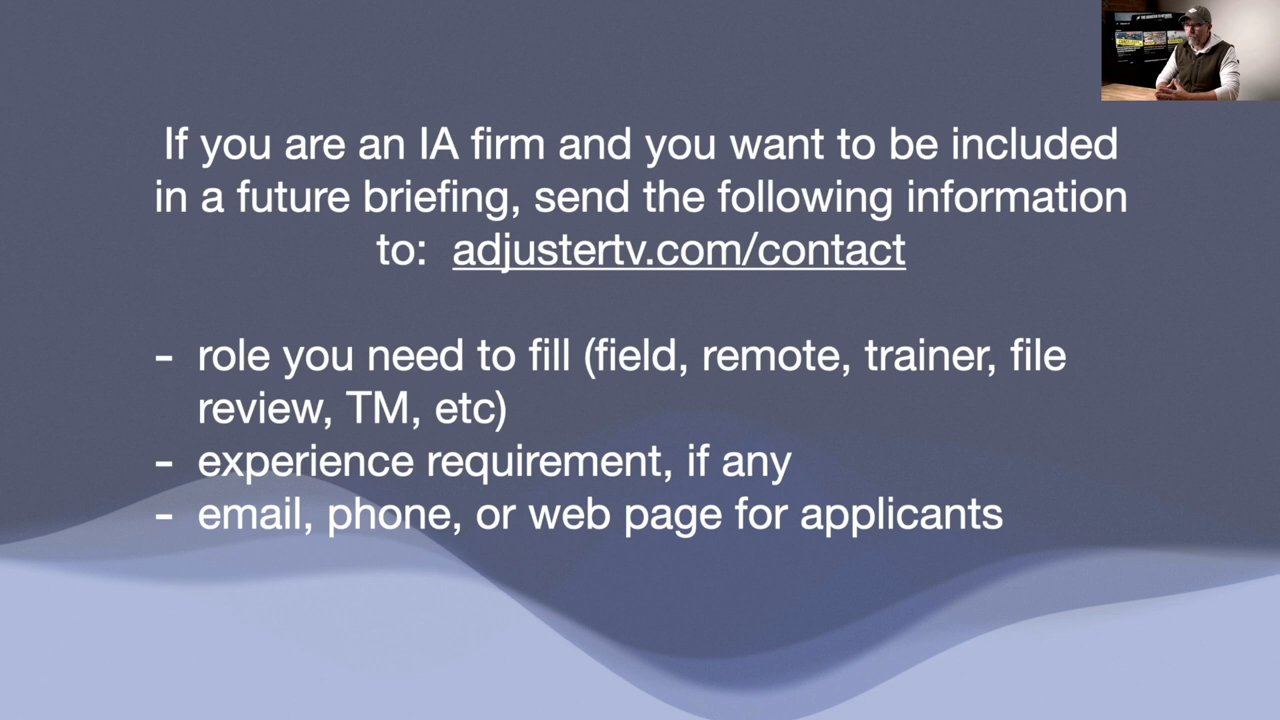 If you are an IA firm and you want to be included
in a future briefing, send the following information
to: adjustertv.com/contact
- role you need to fill (field, remote, trainer, file
review, TM, etc)
- experience requirement, if any
- email, phone, or web page for applicants